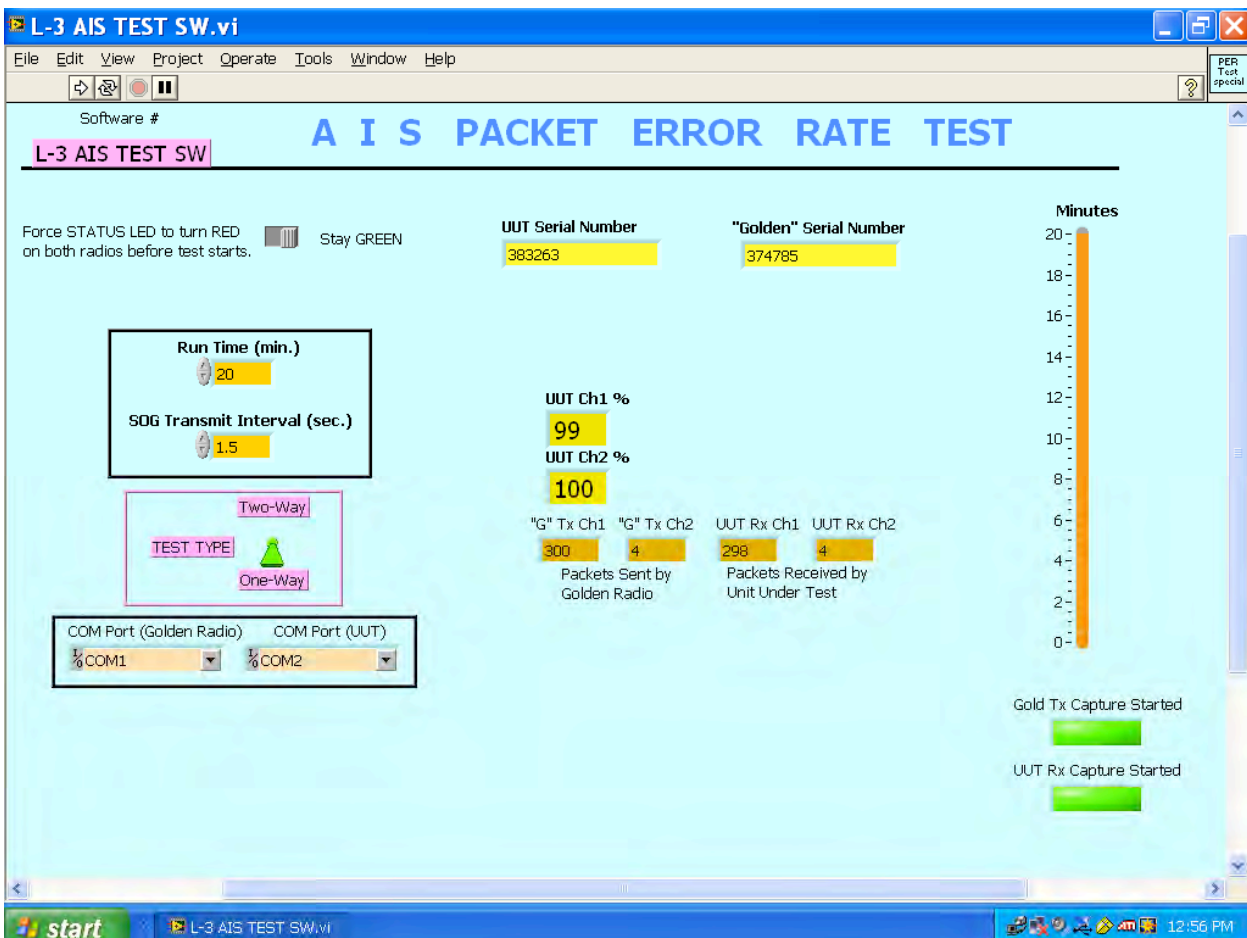 L-3 AIS TEST SW.vi
File Edit View Project Operate Tools Window Help
PER
Test
special
?
Software #
L-3 AIS TEST SW
A I S PACKET ERROR RATE TEST
Force STATUS LED to turn RED
on both radios before test starts.
Stay GREEN
UUT Serial Number
383263
"Golden" Serial Number
374785
Minutes
20
18
16
14
12
10
8
6
4
2
0
Run Time (min.)
20
SOG Transmit Interval (sec.)
1.5
UUT Ch1 %
99
UUT Ch2 %
100
Two-Way
TEST TYPE
One-Way
"G" Tx Ch1 "G" Tx Ch2 UUT Rx Ch1 UUT Rx Ch2
300 4 298 4
Packets Sent by
Golden Radio
Packets Received by
Unit Under Test
COM Port (Golden Radio) COM Port (UUT)
COM1 COM2
Gold Tx Capture Started
UUT Rx Capture Started
start L-3 AIS TEST SW.vi 12:56 PM